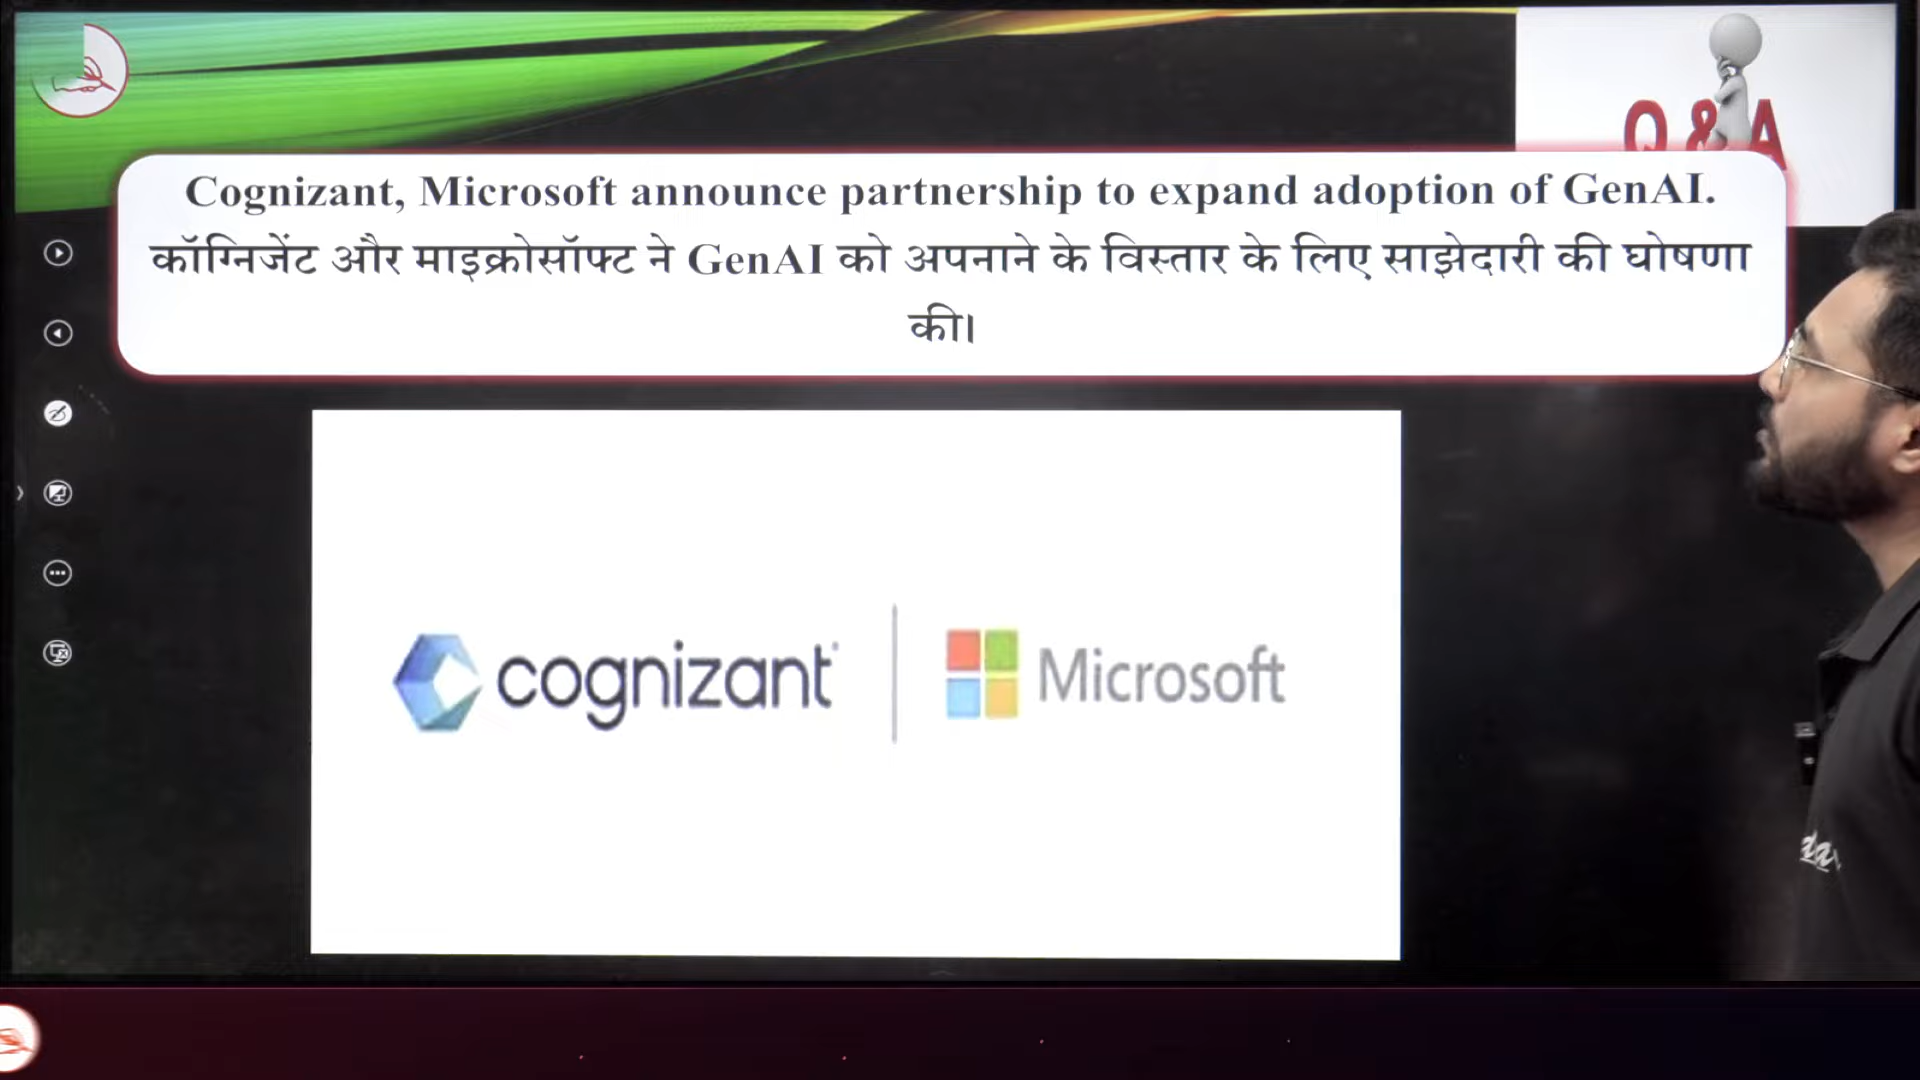 Q & A
Cognizant, Microsoft announce partnership to expand adoption of GenAI.
कॉग्निजेंट और माइक्रोसॉफ्ट ने GenAI को अपनाने के विस्तार के लिए साझेदारी की घोषणा
की।
cognizant
Microsoft